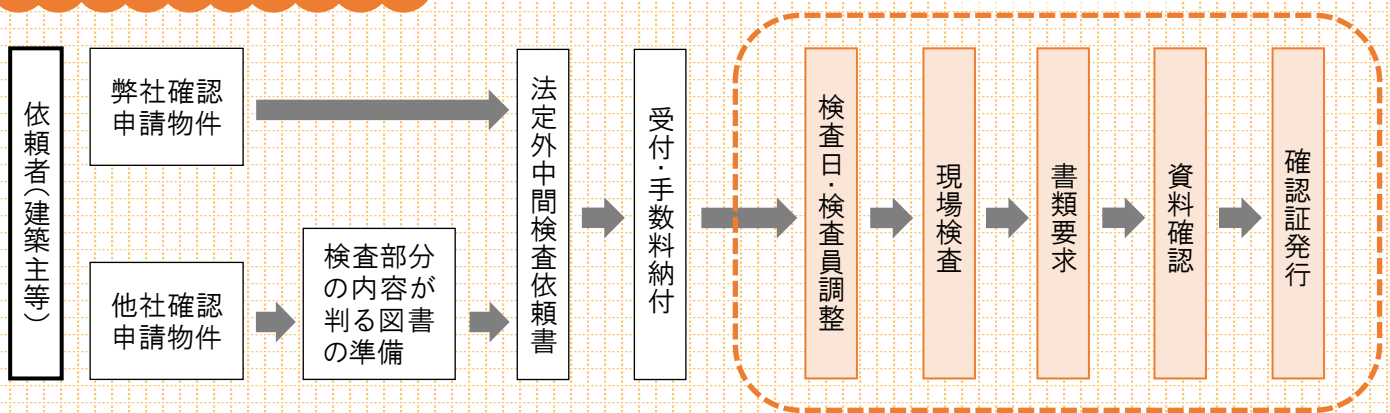 依頼者(建築主等)
弊社確認
申請物件
他社確認
申請物件
検査部分
の内容が
判る図書
の準備
法定外中間検査依頼書
受付・手数料納付
検査日・検査員調整
現場検査
書類要求
資料確認
確認証発行